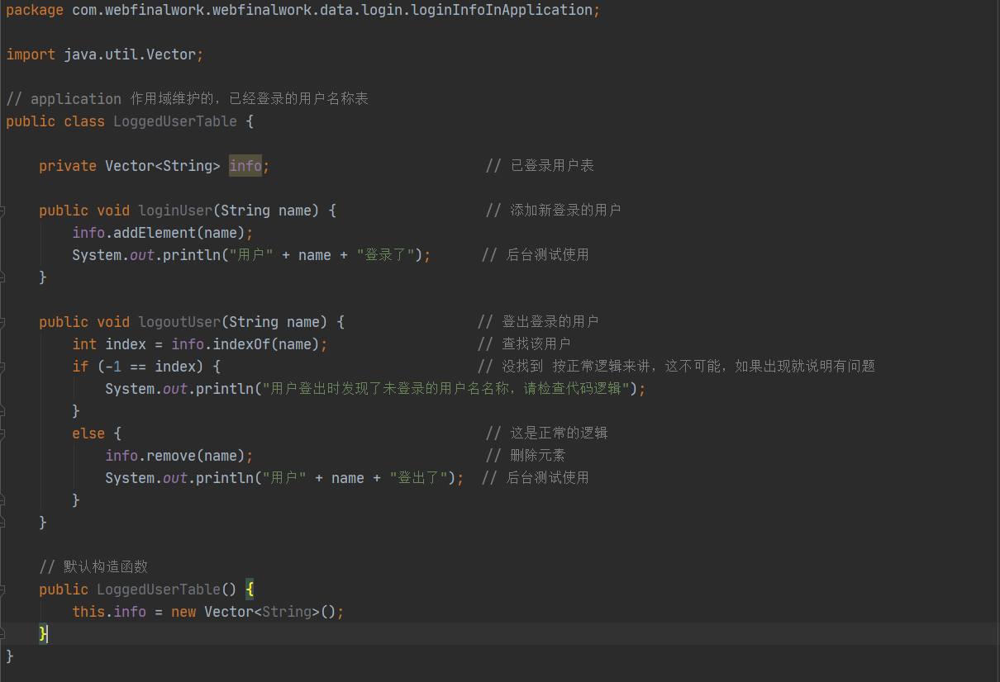 package com.webfinalwork.webfinalwork.data.login.loginInfoInApplication;
import java.util.Vector;
// application 作用域维护的，已经登录的用户名称表
public class LoggedUserTable {
private Vector<String> info; // 已登录用户表
public void loginUser(String name) { // 添加新登录的用户
info.addElement(name);
System.out.println("用户" + name + "登录了"); // 后台测试使用
}
public void logoutUser(String name) { // 登出登录的用户
int index = info.indexOf(name); // 查找该用户
if (-1 == index) { // 没找到 按正常逻辑来讲，这不可能，如果出现就说明有问题
System.out.println("用户登出时发现了未登录的用户名名称，请检查代码逻辑");
}
else { // 这是正常的逻辑
info.remove(name); // 删除元素
System.out.println("用户" + name + "登出了"); // 后台测试使用
}
}
// 默认构造函数
public LoggedUserTable() {
this.info = new Vector<String>();
}
}